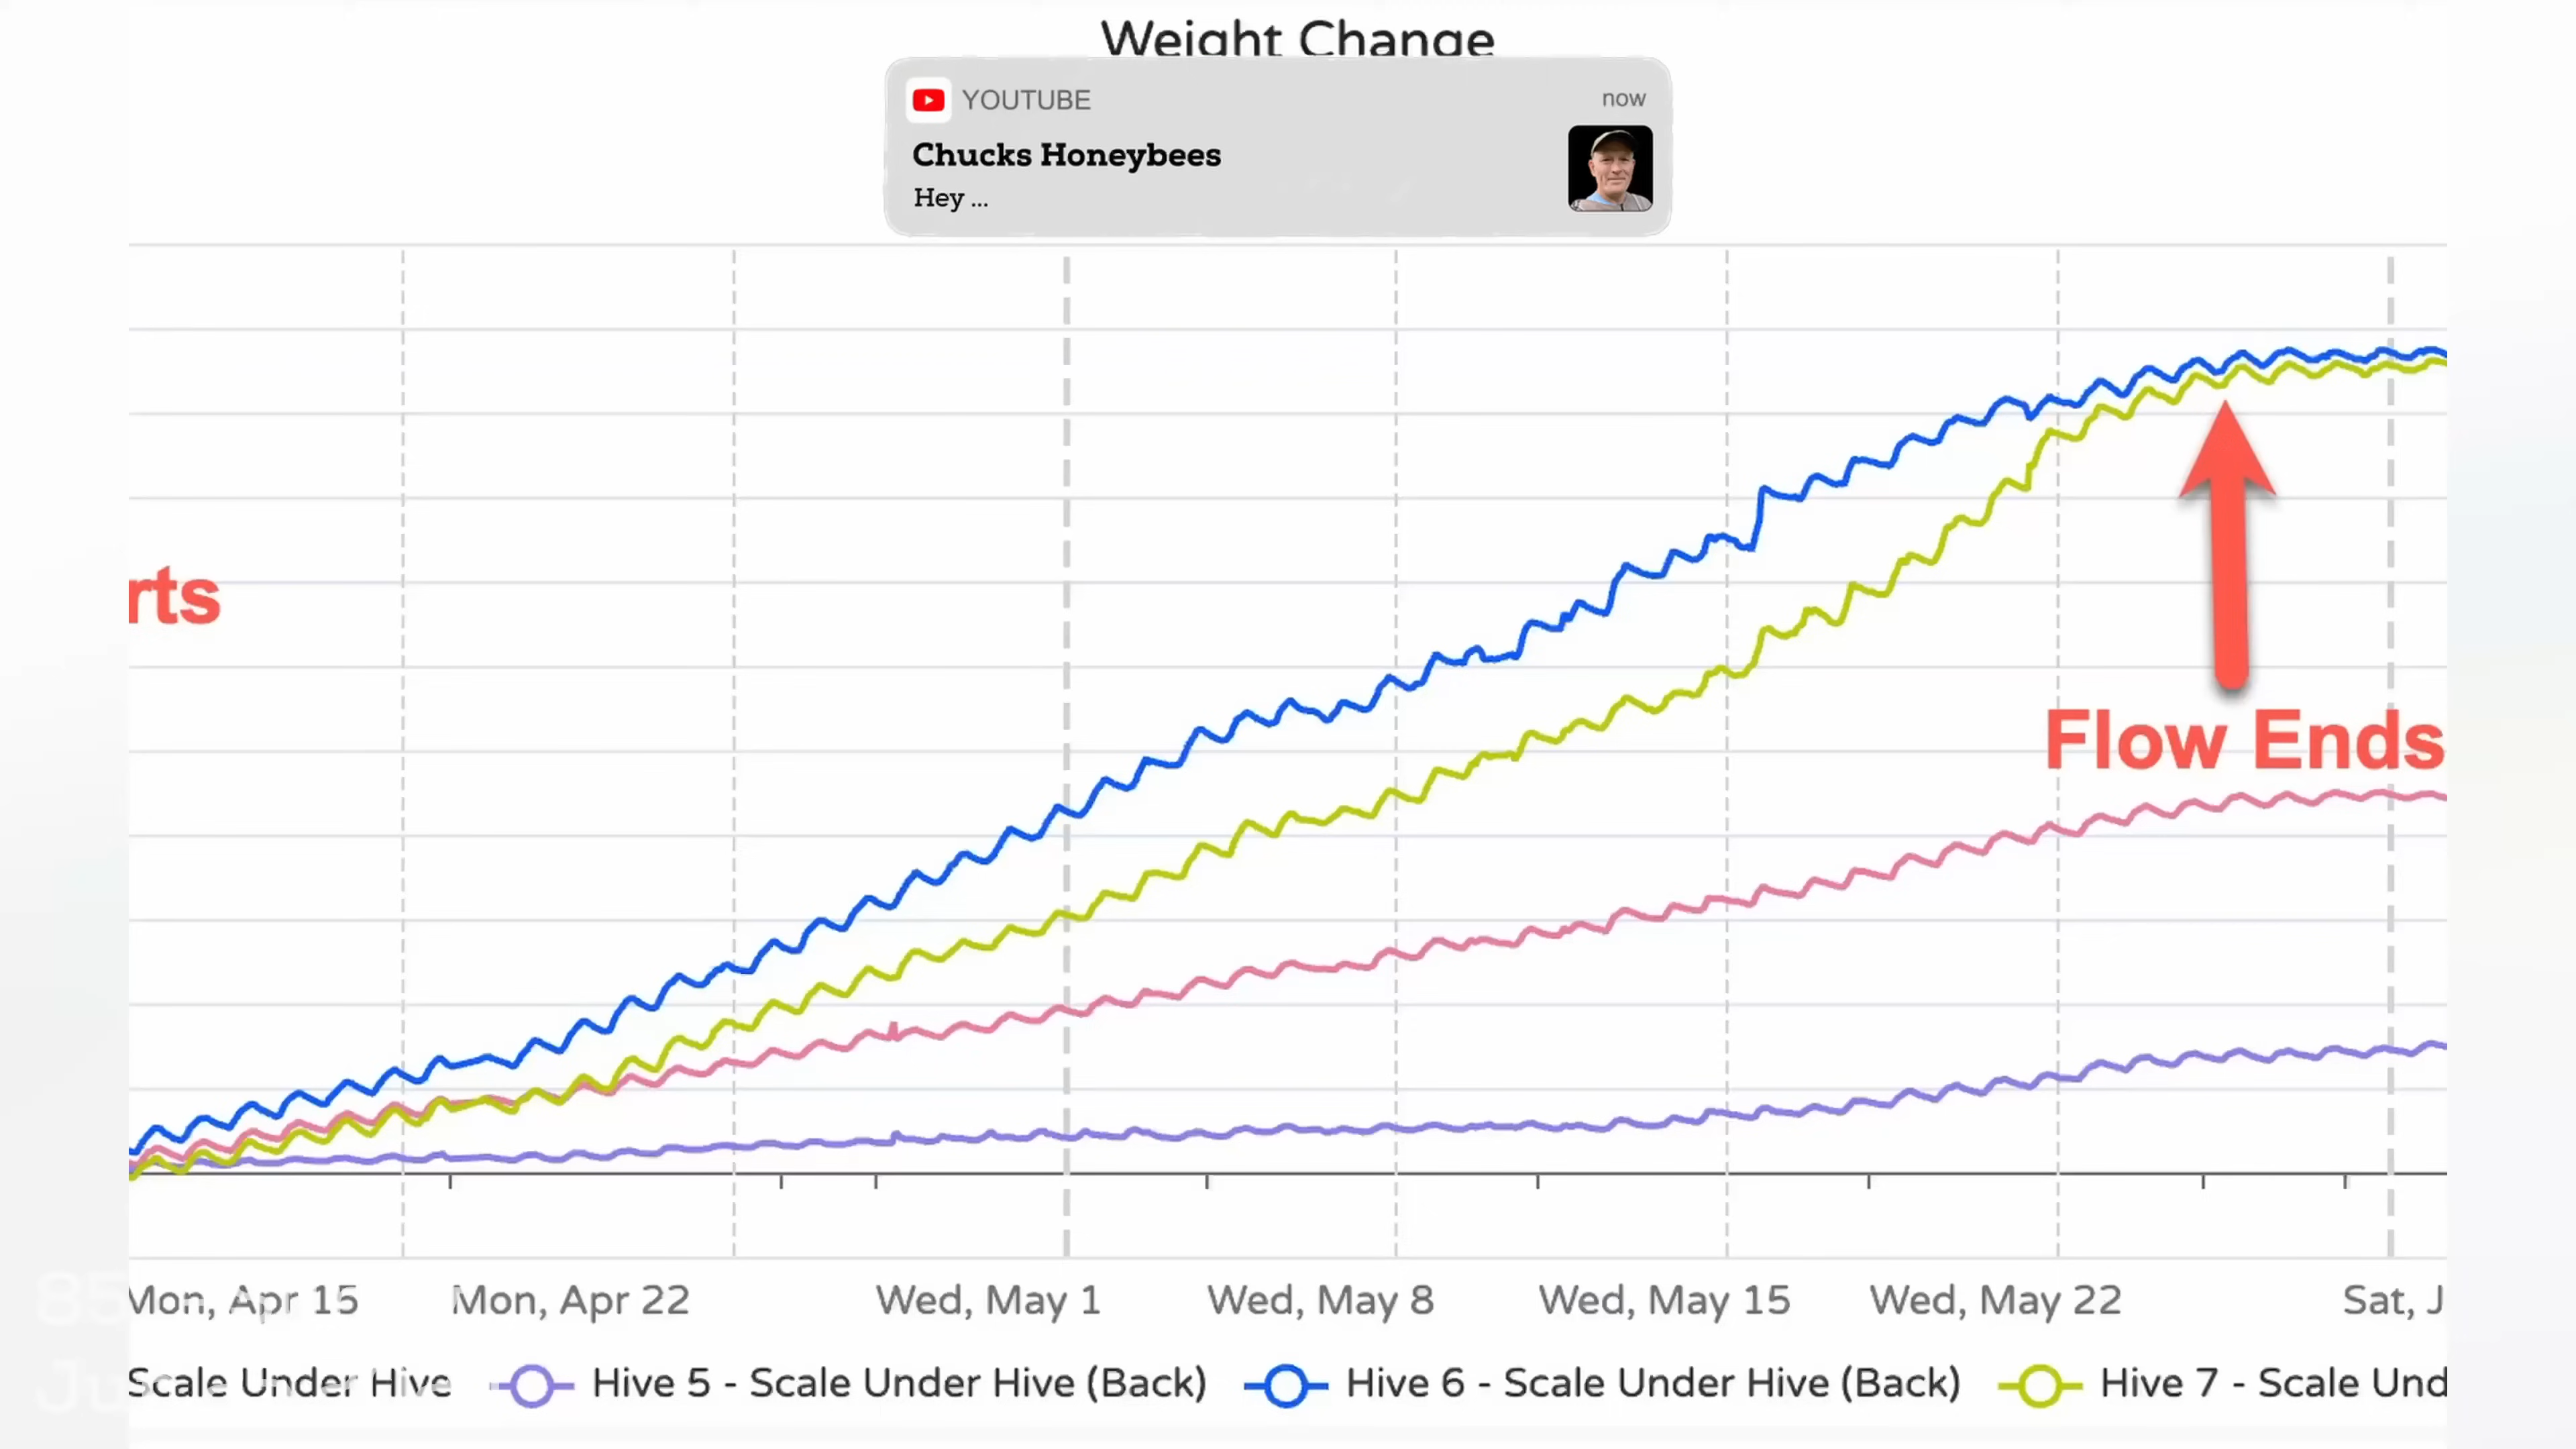 Weight Change
YOUTUBE now
Chucks Honeybees
Hey ...
rts
Flow Ends
Mon, Apr 15 Mon, Apr 22 Wed, May 1 Wed, May 8 Wed, May 15 Wed, May 22 Sat, J
Scale Under Hive Hive 5 - Scale Under Hive (Back) Hive 6 - Scale Under Hive (Back) Hive 7 - Scale Und